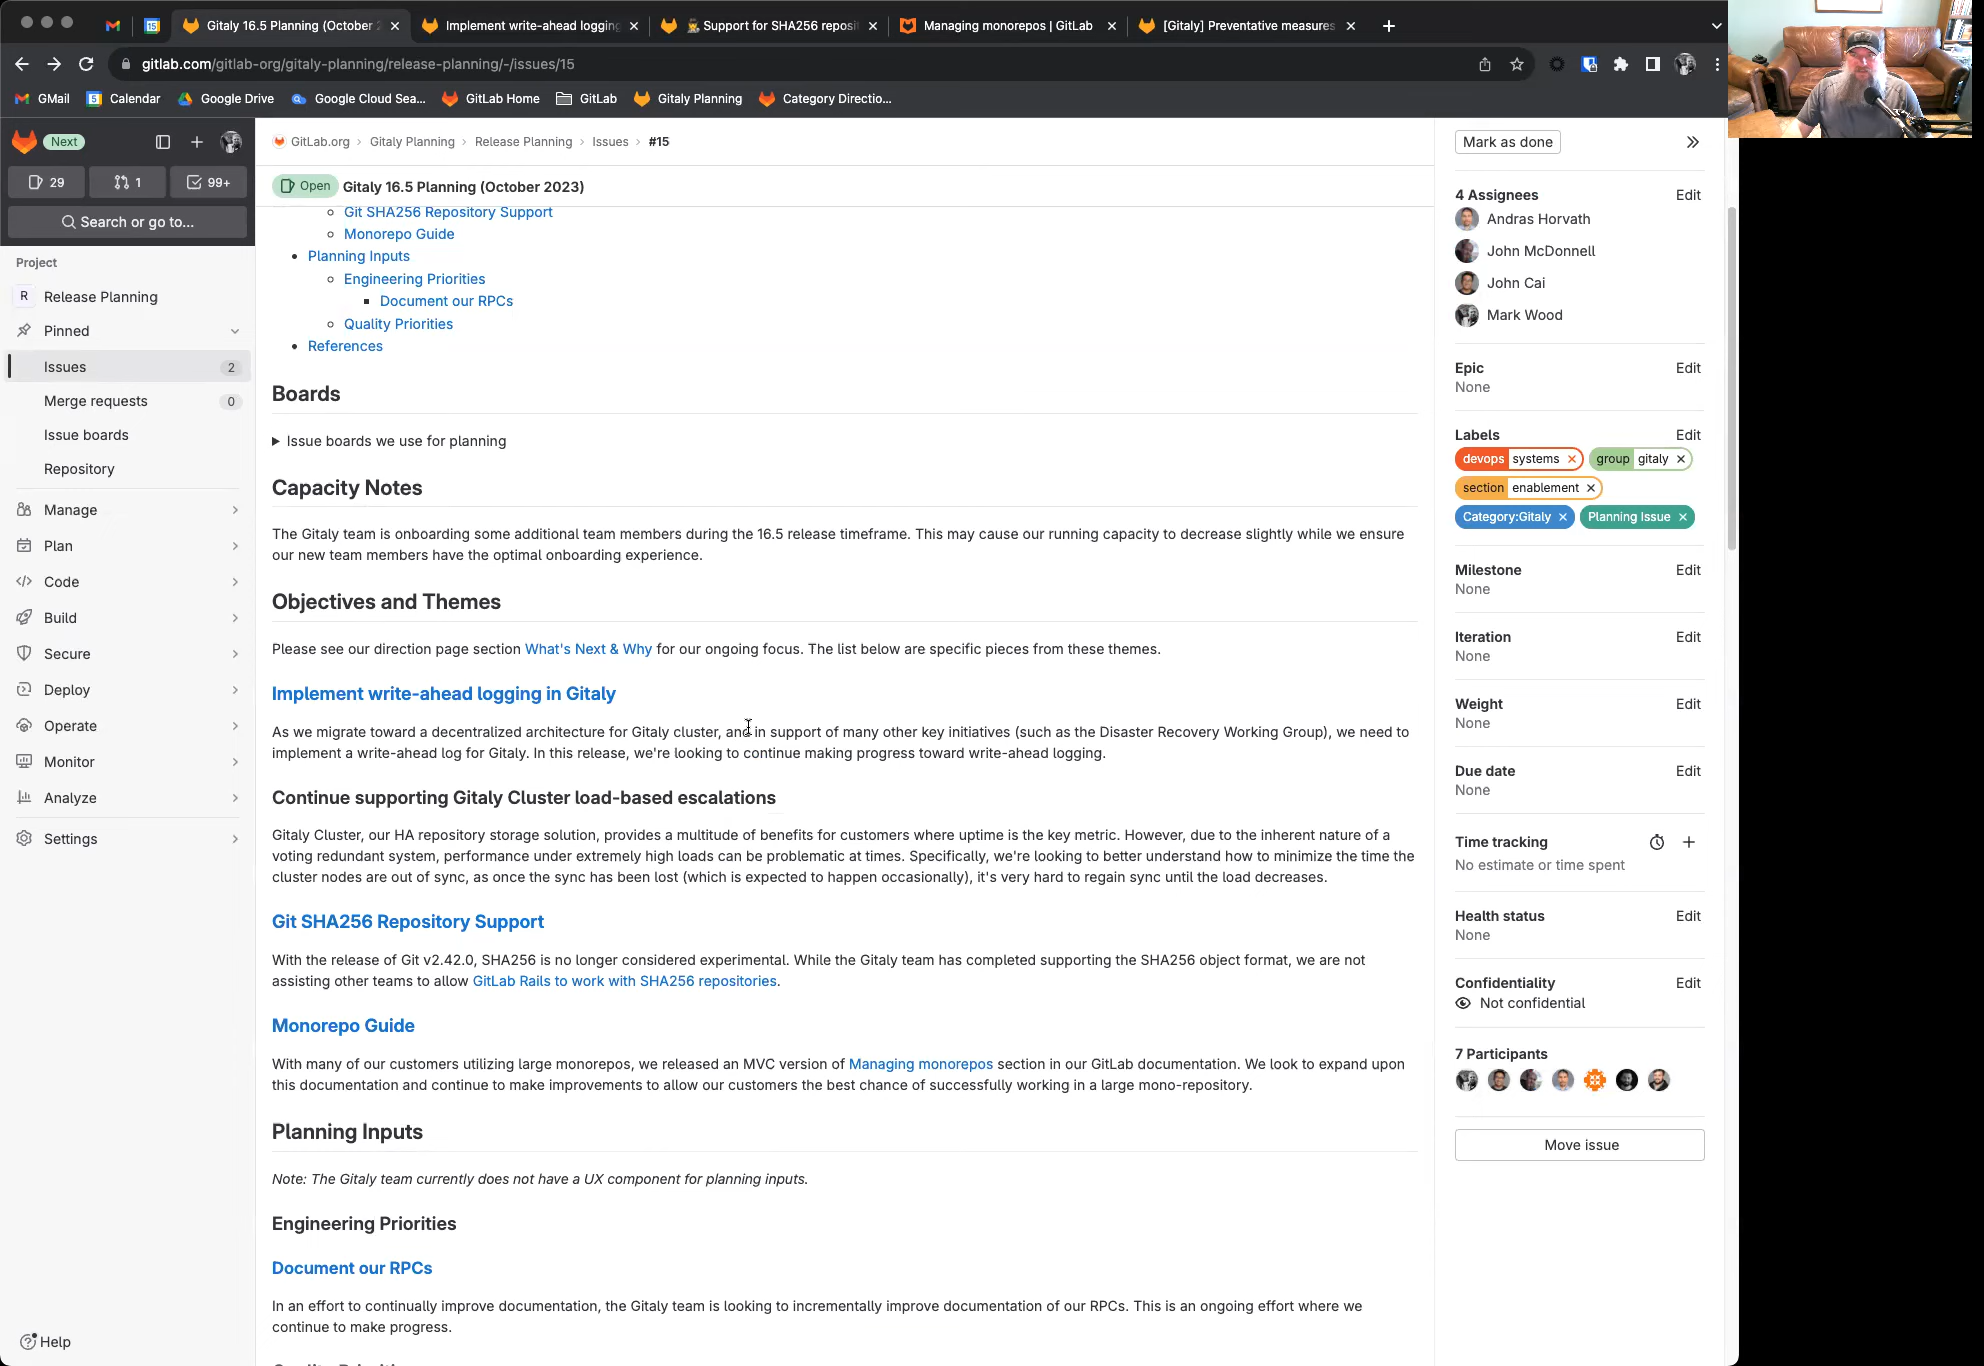 Gitaly 16.5 Planning (October 2
Implement write-ahead logging
Support for SHA256 reposi
Managing monorepos | GitLab
[Gitaly] Preventative measures
gitlab.com/gitlab-org/gitaly-planning/release-planning/-/issues/15
GMail
Calendar
Google Drive
Google Cloud Sea...
GitLab Home
GitLab
Gitaly Planning
Category Directio...
Next
29
1
99+
Search or go to...
Project
R Release Planning
Pinned
Issues 2
Merge requests 0
Issue boards
Repository
Manage
Plan
Code
Build
Secure
Deploy
Operate
Monitor
Analyze
Settings
Help
GitLab.org › Gitaly Planning › Release Planning › Issues › #15
Open Gitaly 16.5 Planning (October 2023)
Git SHA256 Repository Support
Monorepo Guide
Planning Inputs
Engineering Priorities
Document our RPCs
Quality Priorities
References
Boards
Issue boards we use for planning
Capacity Notes
The Gitaly team is onboarding some additional team members during the 16.5 release timeframe. This may cause our running capacity to decrease slightly while we ensure
our new team members have the optimal onboarding experience.
Objectives and Themes
Please see our direction page section What's Next & Why for our ongoing focus. The list below are specific pieces from these themes.
Implement write-ahead logging in Gitaly
As we migrate toward a decentralized architecture for Gitaly cluster, and in support of many other key initiatives (such as the Disaster Recovery Working Group), we need to
implement a write-ahead log for Gitaly. In this release, we're looking to continue making progress toward write-ahead logging.
Continue supporting Gitaly Cluster load-based escalations
Gitaly Cluster, our HA repository storage solution, provides a multitude of benefits for customers where uptime is the key metric. However, due to the inherent nature of a
voting redundant system, performance under extremely high loads can be problematic at times. Specifically, we're looking to better understand how to minimize the time the
cluster nodes are out of sync, as once the sync has been lost (which is expected to happen occasionally), it's very hard to regain sync until the load decreases.
Git SHA256 Repository Support
With the release of Git v2.42.0, SHA256 is no longer considered experimental. While the Gitaly team has completed supporting the SHA256 object format, we are not
assisting other teams to allow GitLab Rails to work with SHA256 repositories.
Monorepo Guide
With many of our customers utilizing large monorepos, we released an MVC version of Managing monorepos section in our GitLab documentation. We look to expand upon
this documentation and continue to make improvements to allow our customers the best chance of successfully working in a large mono-repository.
Planning Inputs
Note: The Gitaly team currently does not have a UX component for planning inputs.
Engineering Priorities
Document our RPCs
In an effort to continually improve documentation, the Gitaly team is looking to incrementally improve documentation of our RPCs. This is an ongoing effort where we
continue to make progress.
Mark as done
4 Assignees Edit
Andras Horvath
John McDonnell
John Cai
Mark Wood
Epic Edit
None
Labels Edit
devops systems group gitaly
section enablement
Category:Gitaly Planning Issue
Milestone Edit
None
Iteration Edit
None
Weight Edit
None
Due date Edit
None
Time tracking
No estimate or time spent
Health status Edit
None
Confidentiality Edit
Not confidential
7 Participants
Move issue